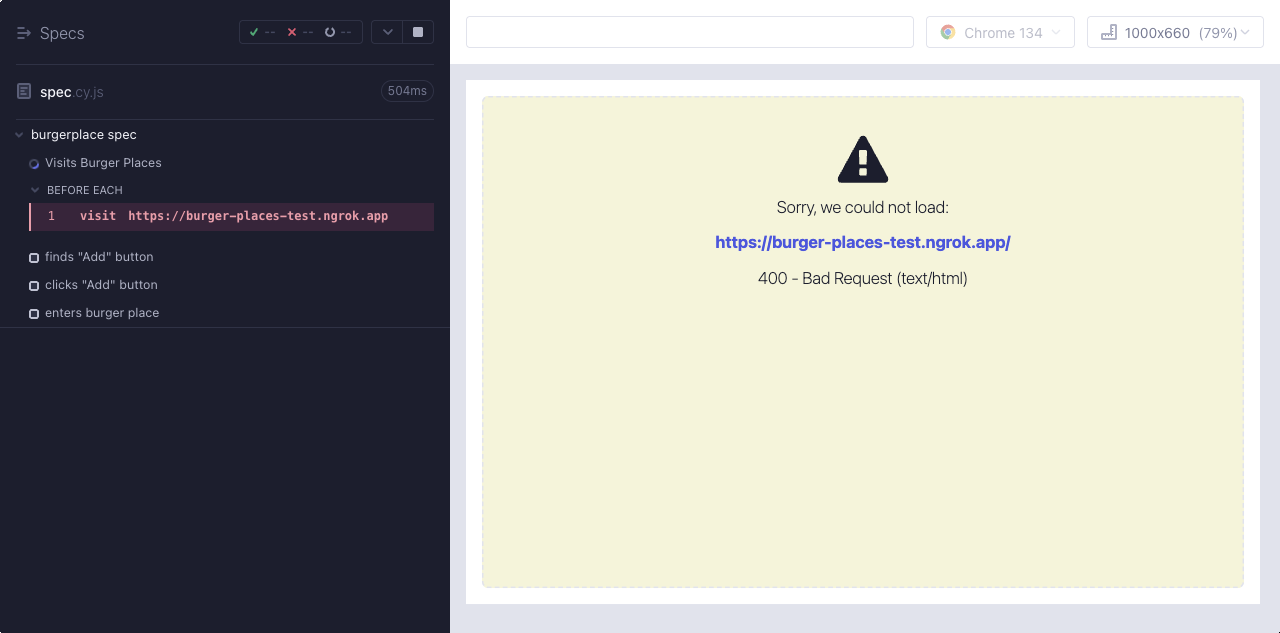 Specs
-- -- --
spec.cy.js 504ms
burgerplace spec
Visits Burger Places
BEFORE EACH
1 visit https://burger-places-test.ngrok.app
finds "Add" button
clicks "Add" button
enters burger place
Chrome 134
1000x660 (79%)
Sorry, we could not load:
https://burger-places-test.ngrok.app/
400 - Bad Request (text/html)